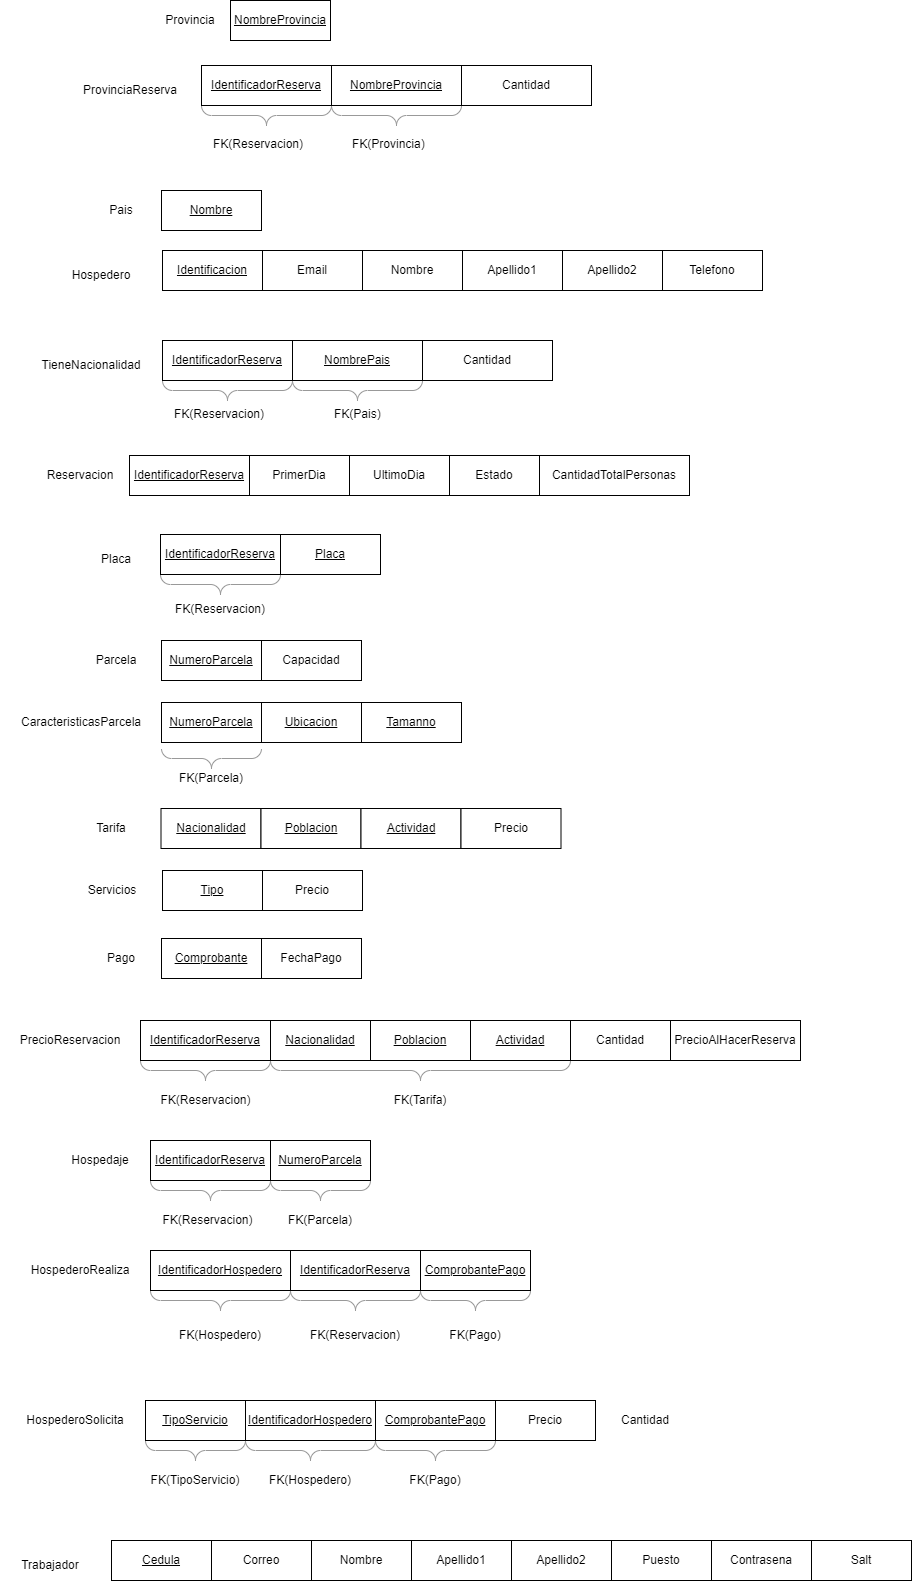 Provincia NombreProvincia
ProvinciaReserva IdentificadorReserva NombreProvincia Cantidad
FK(Reservacion) FK(Provincia)
Pais Nombre
Hospedero Identificacion Email Nombre Apellido1 Apellido2 Telefono
TieneNacionalidad IdentificadorReserva NombrePais Cantidad
FK(Reservacion) FK(Pais)
Reservacion IdentificadorReserva PrimerDia UltimoDia Estado CantidadTotalPersonas
Placa IdentificadorReserva Placa
FK(Reservacion)
Parcela NumeroParcela Capacidad
CaracteristicasParcela NumeroParcela Ubicacion Tamanno
FK(Parcela)
Tarifa Nacionalidad Poblacion Actividad Precio
Servicios Tipo Precio
Pago Comprobante FechaPago
PrecioReservacion IdentificadorReserva Nacionalidad Poblacion Actividad Cantidad PrecioAlHacerReserva
FK(Reservacion) FK(Tarifa)
Hospedaje IdentificadorReserva NumeroParcela
FK(Reservacion) FK(Parcela)
HospederoRealiza IdentificadorHospedero IdentificadorReserva ComprobantePago
FK(Hospedero) FK(Reservacion) FK(Pago)
HospederoSolicita TipoServicio IdentificadorHospedero ComprobantePago Precio Cantidad
FK(TipoServicio) FK(Hospedero) FK(Pago)
Trabajador Cedula Correo Nombre Apellido1 Apellido2 Puesto Contrasena Salt